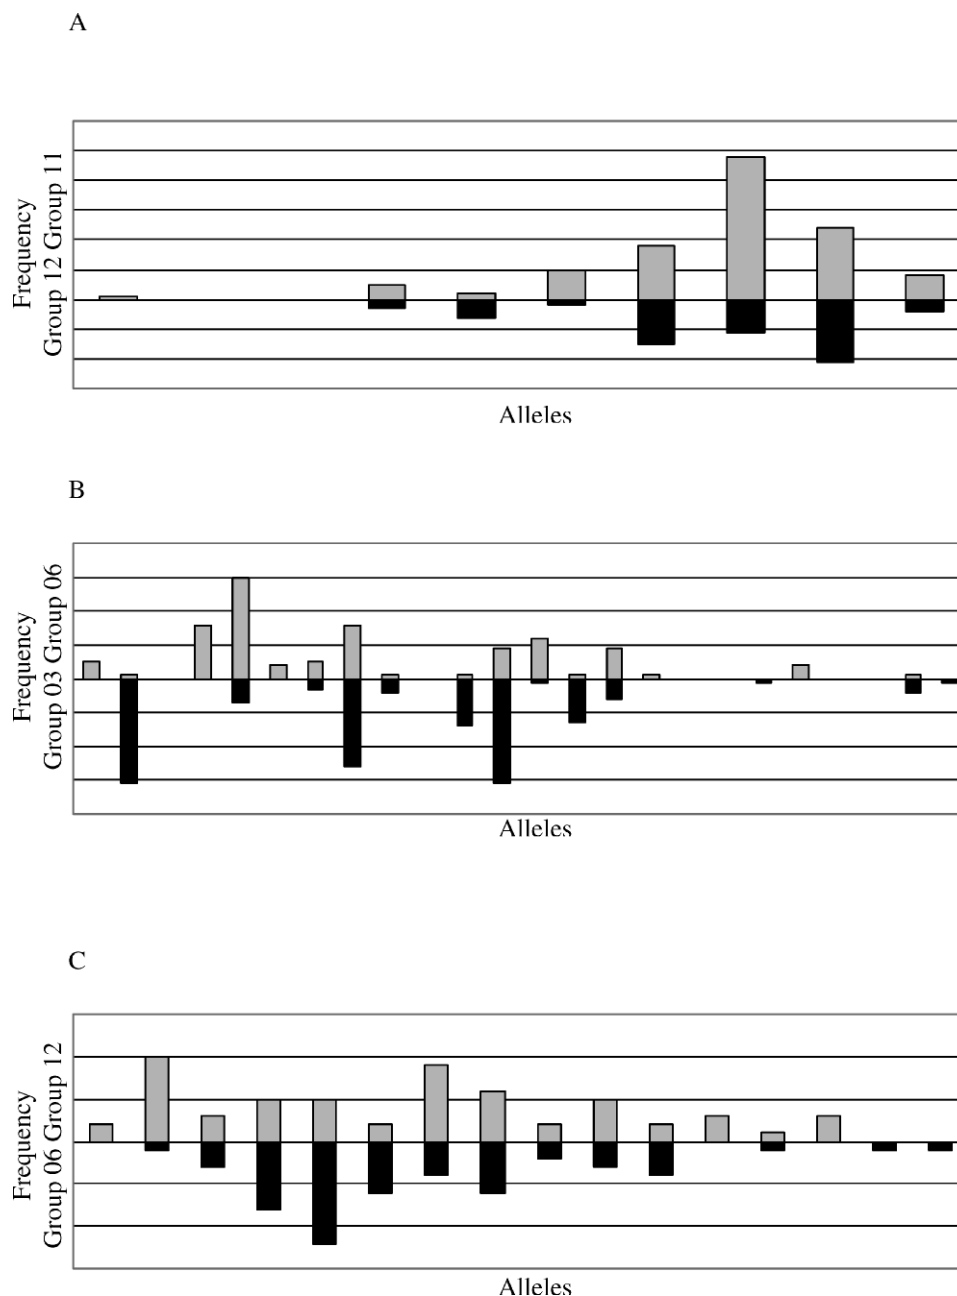 A
Frequency
Group 12 Group 11
Alleles
B
Frequency
Group 03 Group 06
Alleles
C
Frequency
Group 06 Group 12
Alleles